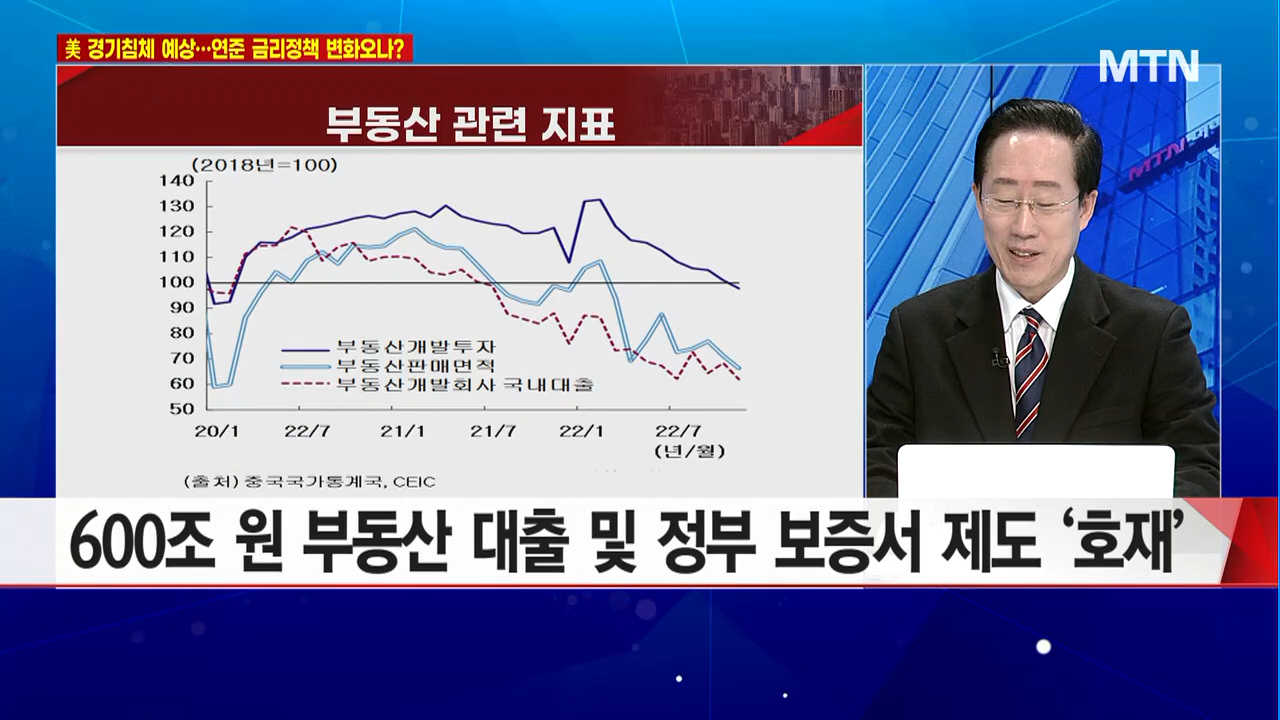 美 경기침체 예상…연준 금리정책 변화오나?
MTN
부동산 관련 지표
MTN
(2018년=100)
140
130
120
110
100
90
80
70
60
50
부동산개발투자
부동산판매면적
부동산개발회사 국내대출
20/1 22/7 21/1 21/7 22/1 22/7
(년/월)
(출처) 중국국가통계국, CEIC
600조 원 부동산 대출 및 정부 보증서 제도 ‘호재’